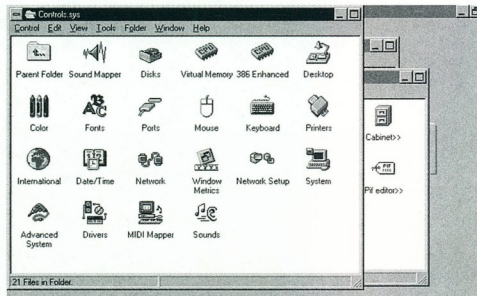 Controls.sys
Control Edit View Tools Folder Window Help
Parent Folder Sound Mapper Disks Virtual Memory 386 Enhanced Desktop
Color Fonts Ports Mouse Keyboard Printers
Cabinet>>
International Date/Time Network Window Metrics Network Setup System
Pif editor>>
Advanced System Drivers MIDI Mapper Sounds
21 Files in Folder.